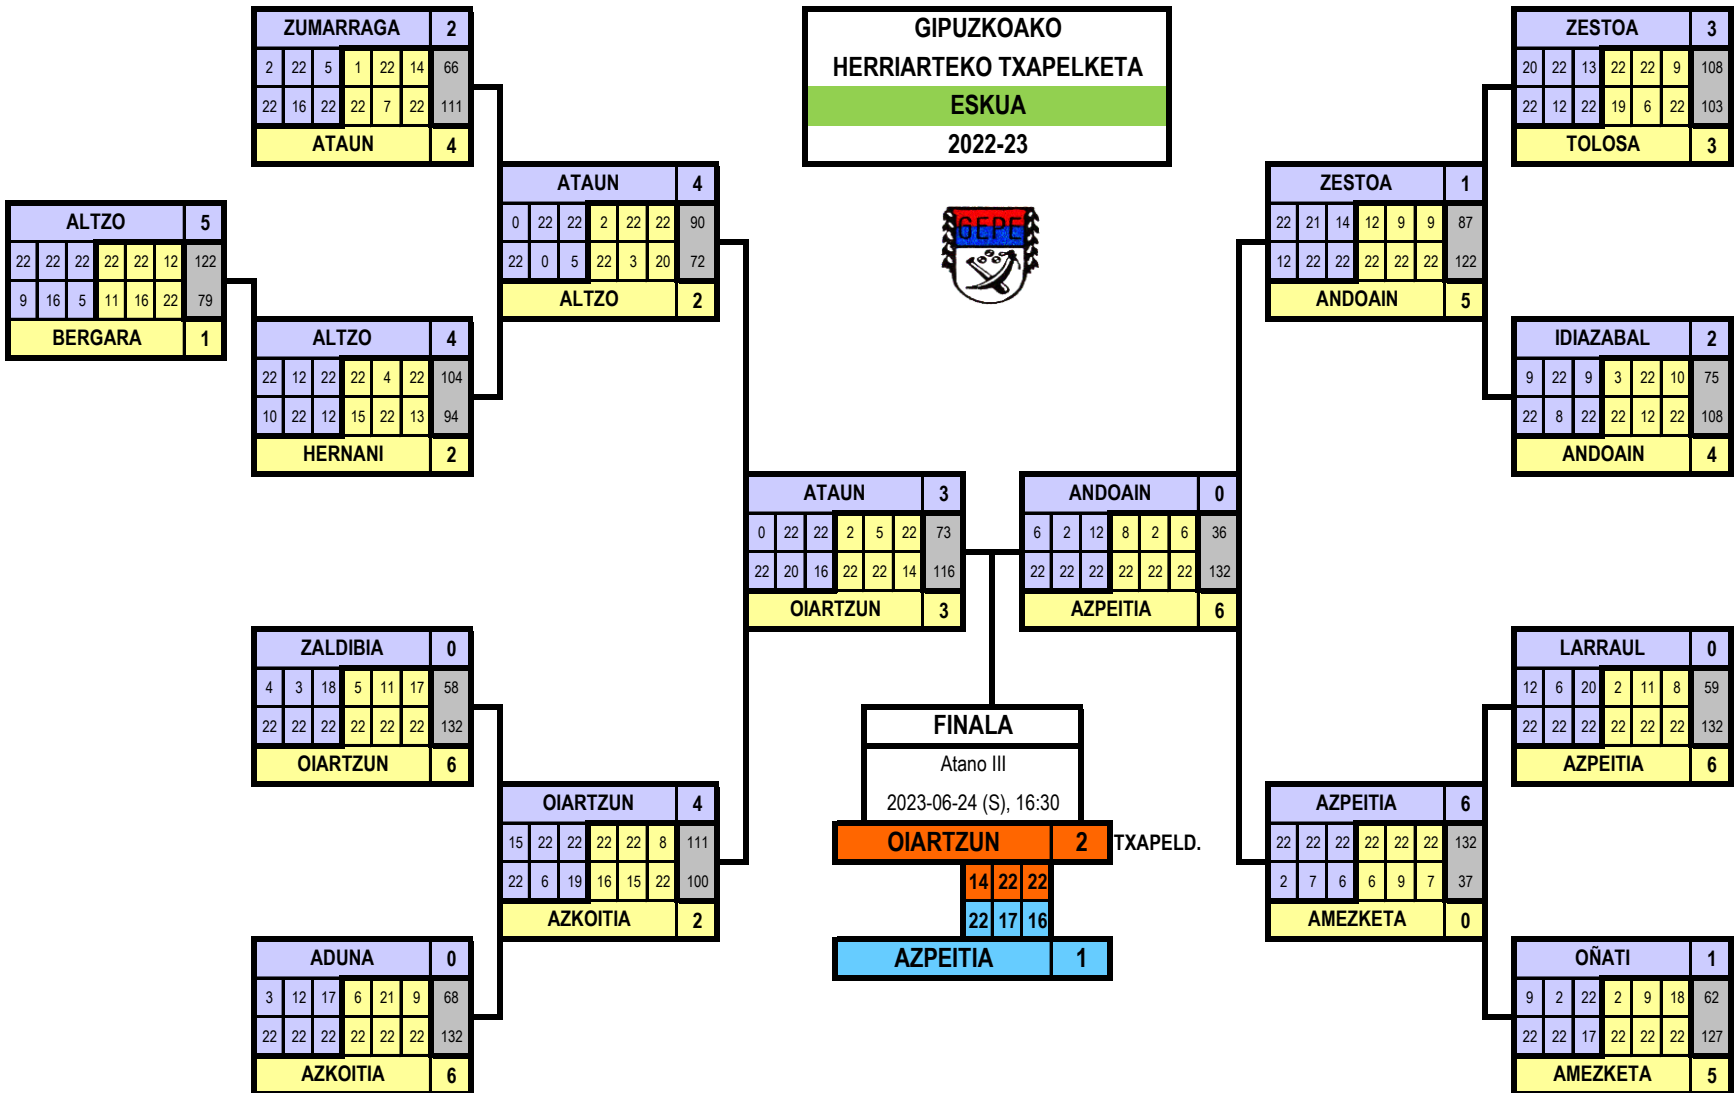 GIPUZKOAKO
HERRIARTEKO TXAPELKETA
ESKUA
2022-23
GEPE
ALTZO 5
22 22 22 22 22 12 122
9 16 5 11 16 22 79
BERGARA 1
ZUMARRAGA 2
2 22 5 1 22 14 66
22 16 22 22 7 22 111
ATAUN 4
ALTZO 4
22 12 22 22 4 22 104
10 22 12 15 22 13 94
HERNANI 2
ZALDIBIA 0
4 3 18 5 11 17 58
22 22 22 22 22 22 132
OIARTZUN 6
ADUNA 0
3 12 17 6 21 9 68
22 22 22 22 22 22 132
AZKOITIA 6
ATAUN 4
0 22 22 2 22 22 90
22 0 5 22 3 20 72
ALTZO 2
OIARTZUN 4
15 22 22 22 22 8 111
22 6 19 16 15 22 100
AZKOITIA 2
ATAUN 3
0 22 22 2 5 22 73
22 20 16 22 22 14 116
OIARTZUN 3
ANDOAIN 0
6 2 12 8 2 6 36
22 22 22 22 22 22 132
AZPEITIA 6
FINALA
Atano III
2023-06-24 (S), 16:30
OIARTZUN 2 TXAPELD.
14 22 22
22 17 16
AZPEITIA 1
ZESTOA 1
22 21 14 12 9 9 87
12 22 22 22 22 22 122
ANDOAIN 5
AZPEITIA 6
22 22 22 22 22 22 132
2 7 6 6 9 7 37
AMEZKETA 0
ZESTOA 3
20 22 13 22 22 9 108
22 12 22 19 6 22 103
TOLOSA 3
IDIAZABAL 2
9 22 9 3 22 10 75
22 8 22 22 12 22 108
ANDOAIN 4
LARRAUL 0
12 6 20 2 11 8 59
22 22 22 22 22 22 132
AZPEITIA 6
OÑATI 1
9 2 22 2 9 18 62
22 22 17 22 22 22 127
AMEZKETA 5